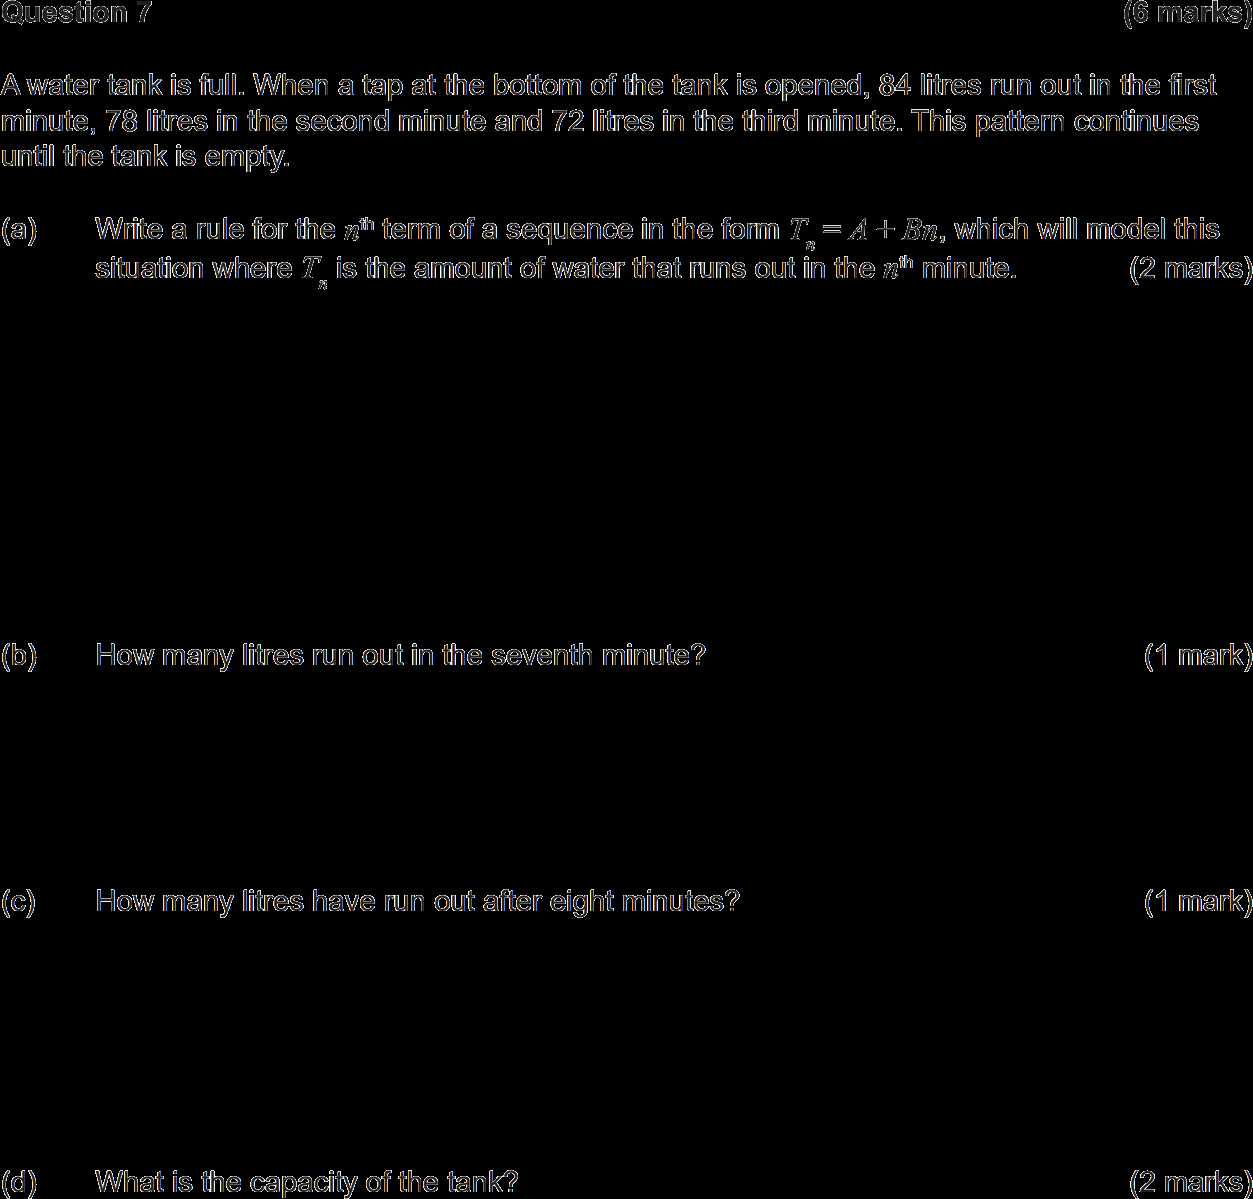 Question 7 (6 marks)
A water tank is full. When a tap at the bottom of the tank is opened, 84 litres run out in the first
minute, 78 litres in the second minute and 72 litres in the third minute. This pattern continues
until the tank is empty.
(a) Write a rule for the nᵗʰ term of a sequence in the form Tₙ = A + Bn, which will model this
situation where Tₙ is the amount of water that runs out in the nᵗʰ minute. (2 marks)
(b) How many litres run out in the seventh minute? (1 mark)
(c) How many litres have run out after eight minutes? (1 mark)
(d) What is the capacity of the tank? (2 marks)